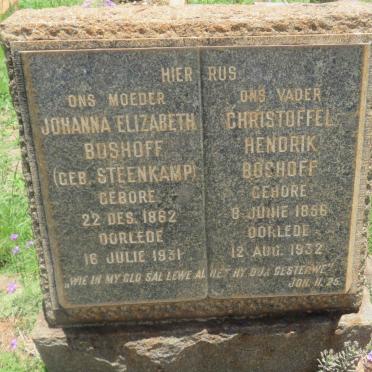 HIER RUS
ONS MOEDER
JOHANNA ELIZABETH
BOSHOFF
(GEB. STEENKAMP)
GEBORE
22 DES. 1862
OORLEDE
16 JULIE 1931
ONS VADER
CHRISTOFFEL
HENDRIK
BOSHOFF
GEBORE
8 JUNIE 1856
OORLEDE
12 AUG. 1932
„WIE IN MY GLO SAL LEWE AL HET HY OOK GESTERWE"
JOH. 11. 25.